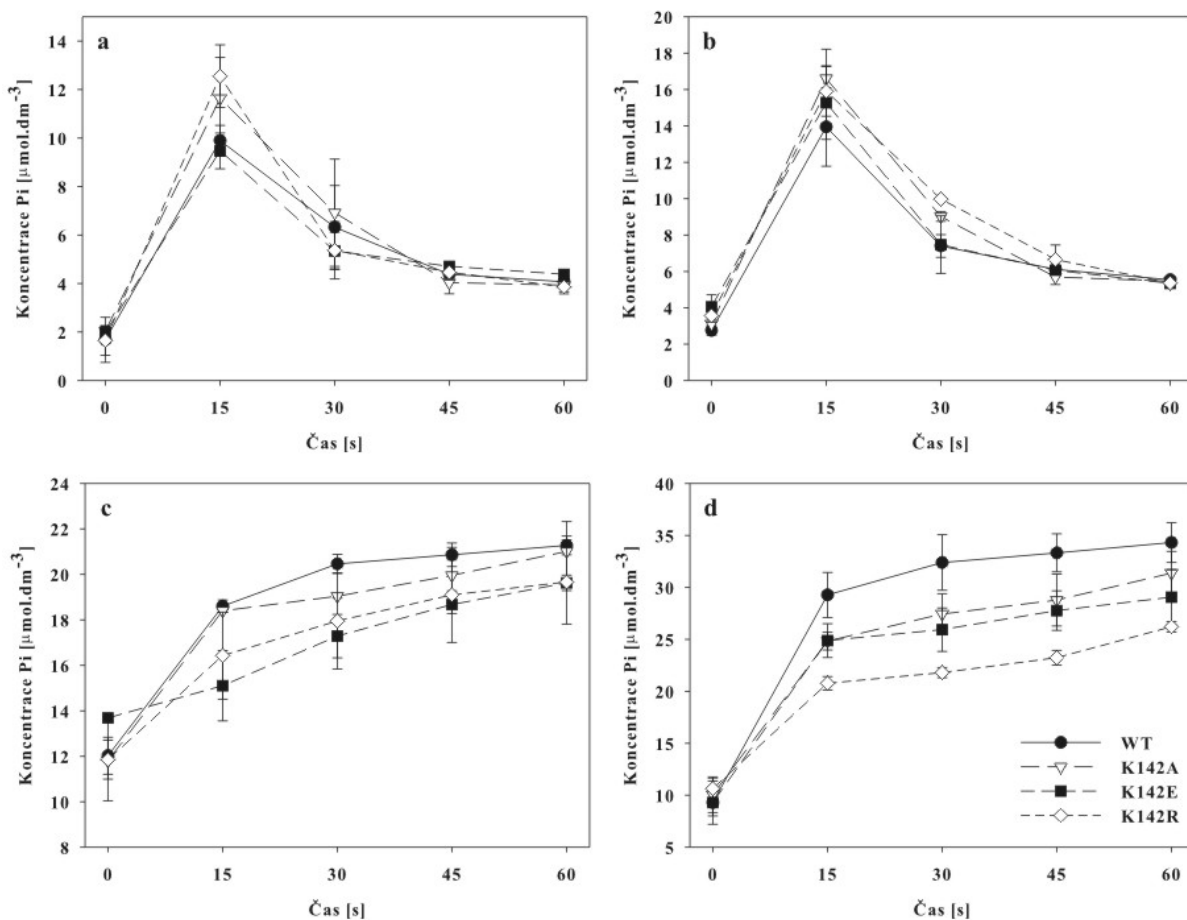 a
14
12
10
8
6
4
2
0
Koncentrace Pi [μmol.dm⁻³]
0 15 30 45 60
Čas [s]
b
20
18
16
14
12
10
8
6
4
2
0
Koncentrace Pi [μmol.dm⁻³]
0 15 30 45 60
Čas [s]
c
24
22
20
18
16
14
12
10
8
Koncentrace Pi [μmol.dm⁻³]
0 15 30 45 60
Čas [s]
d
40
35
30
25
20
15
10
5
Koncentrace Pi [μmol.dm⁻³]
WT
K142A
K142E
K142R
0 15 30 45 60
Čas [s]